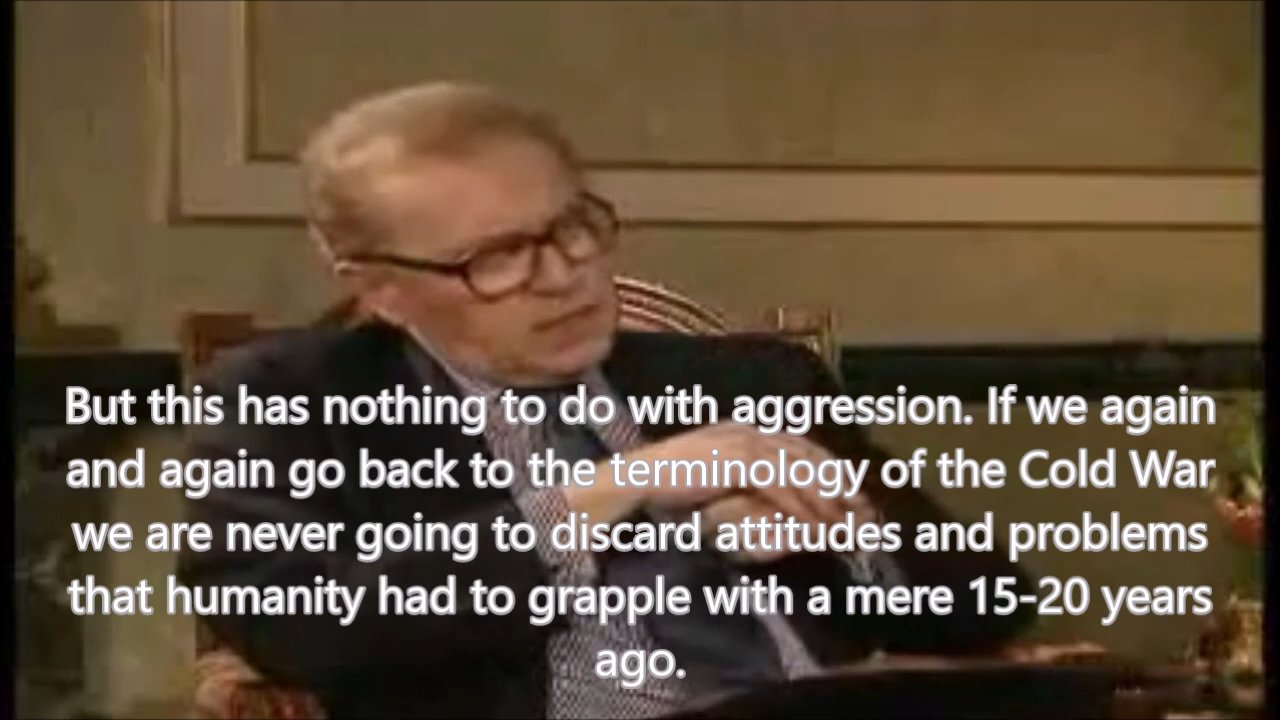 But this has nothing to do with aggression. If we again
and again go back to the terminology of the Cold War
we are never going to discard attitudes and problems
that humanity had to grapple with a mere 15-20 years
ago.